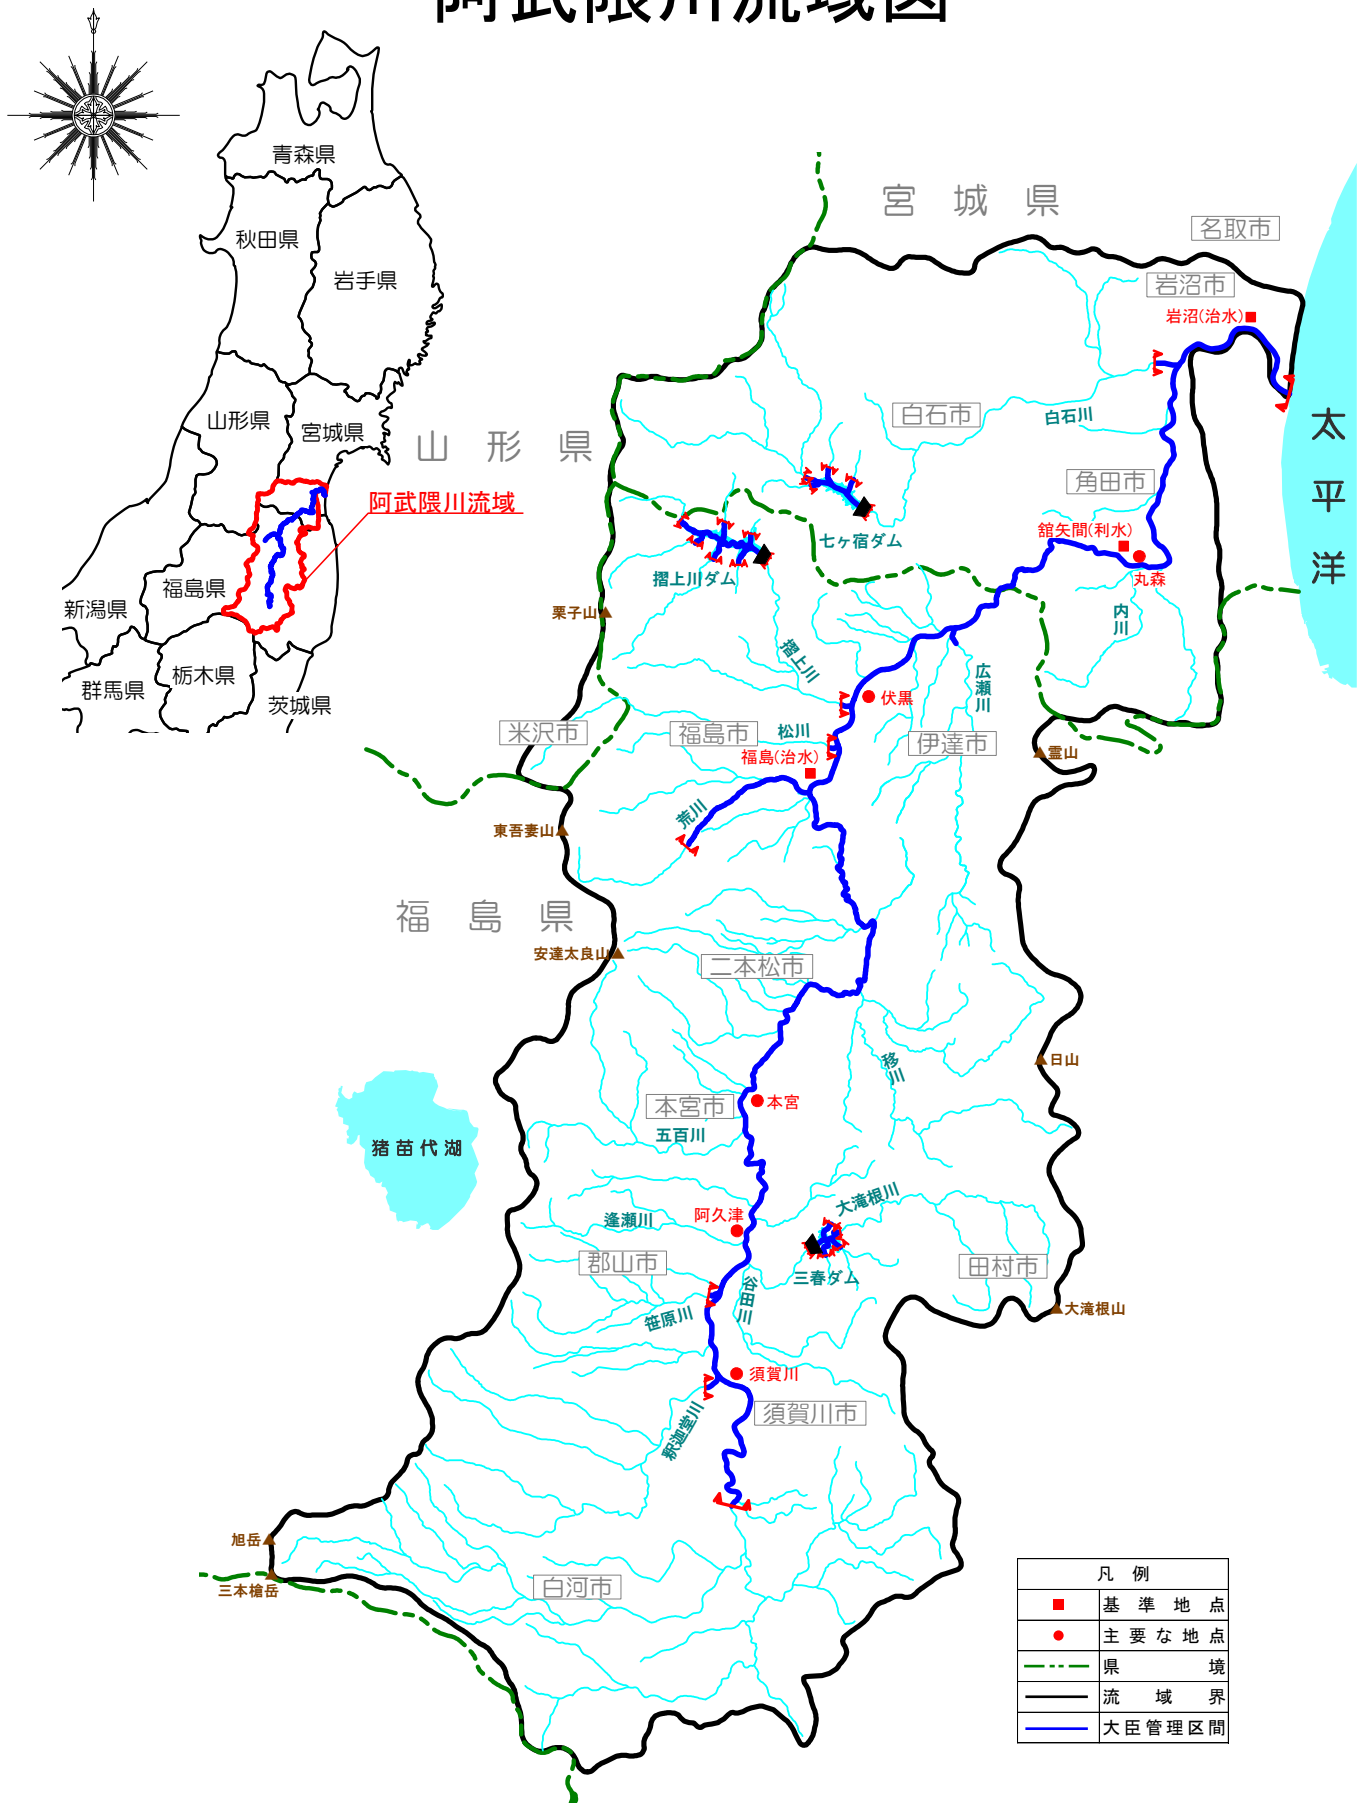 阿武隈川流域図
青森県
秋田県
岩手県
山形県
宮城県
阿武隈川流域
福島県
新潟県
群馬県
栃木県
茨城県
宮城県
名取市
岩沼市
岩沼(治水)
太平洋
山形県
白石市
白石川
角田市
舘矢間(利水)
丸森
七ヶ宿ダム
摺上川ダム
栗子山
内川
摺上川
広瀬川
伏黒
米沢市
福島市
松川
伊達市
福島(治水)
霊山
荒川
東吾妻山
福島県
安達太良山
二本松市
移川
日山
本宮市
本宮
五百川
猪苗代湖
大滝根川
阿久津
逢瀬川
郡山市
三春ダム
田村市
谷田川
笹原川
大滝根山
須賀川
須賀川市
釈迦堂川
旭岳
三本槍岳
白河市
凡例
基準地点
主要な地点
県境
流域界
大臣管理区間